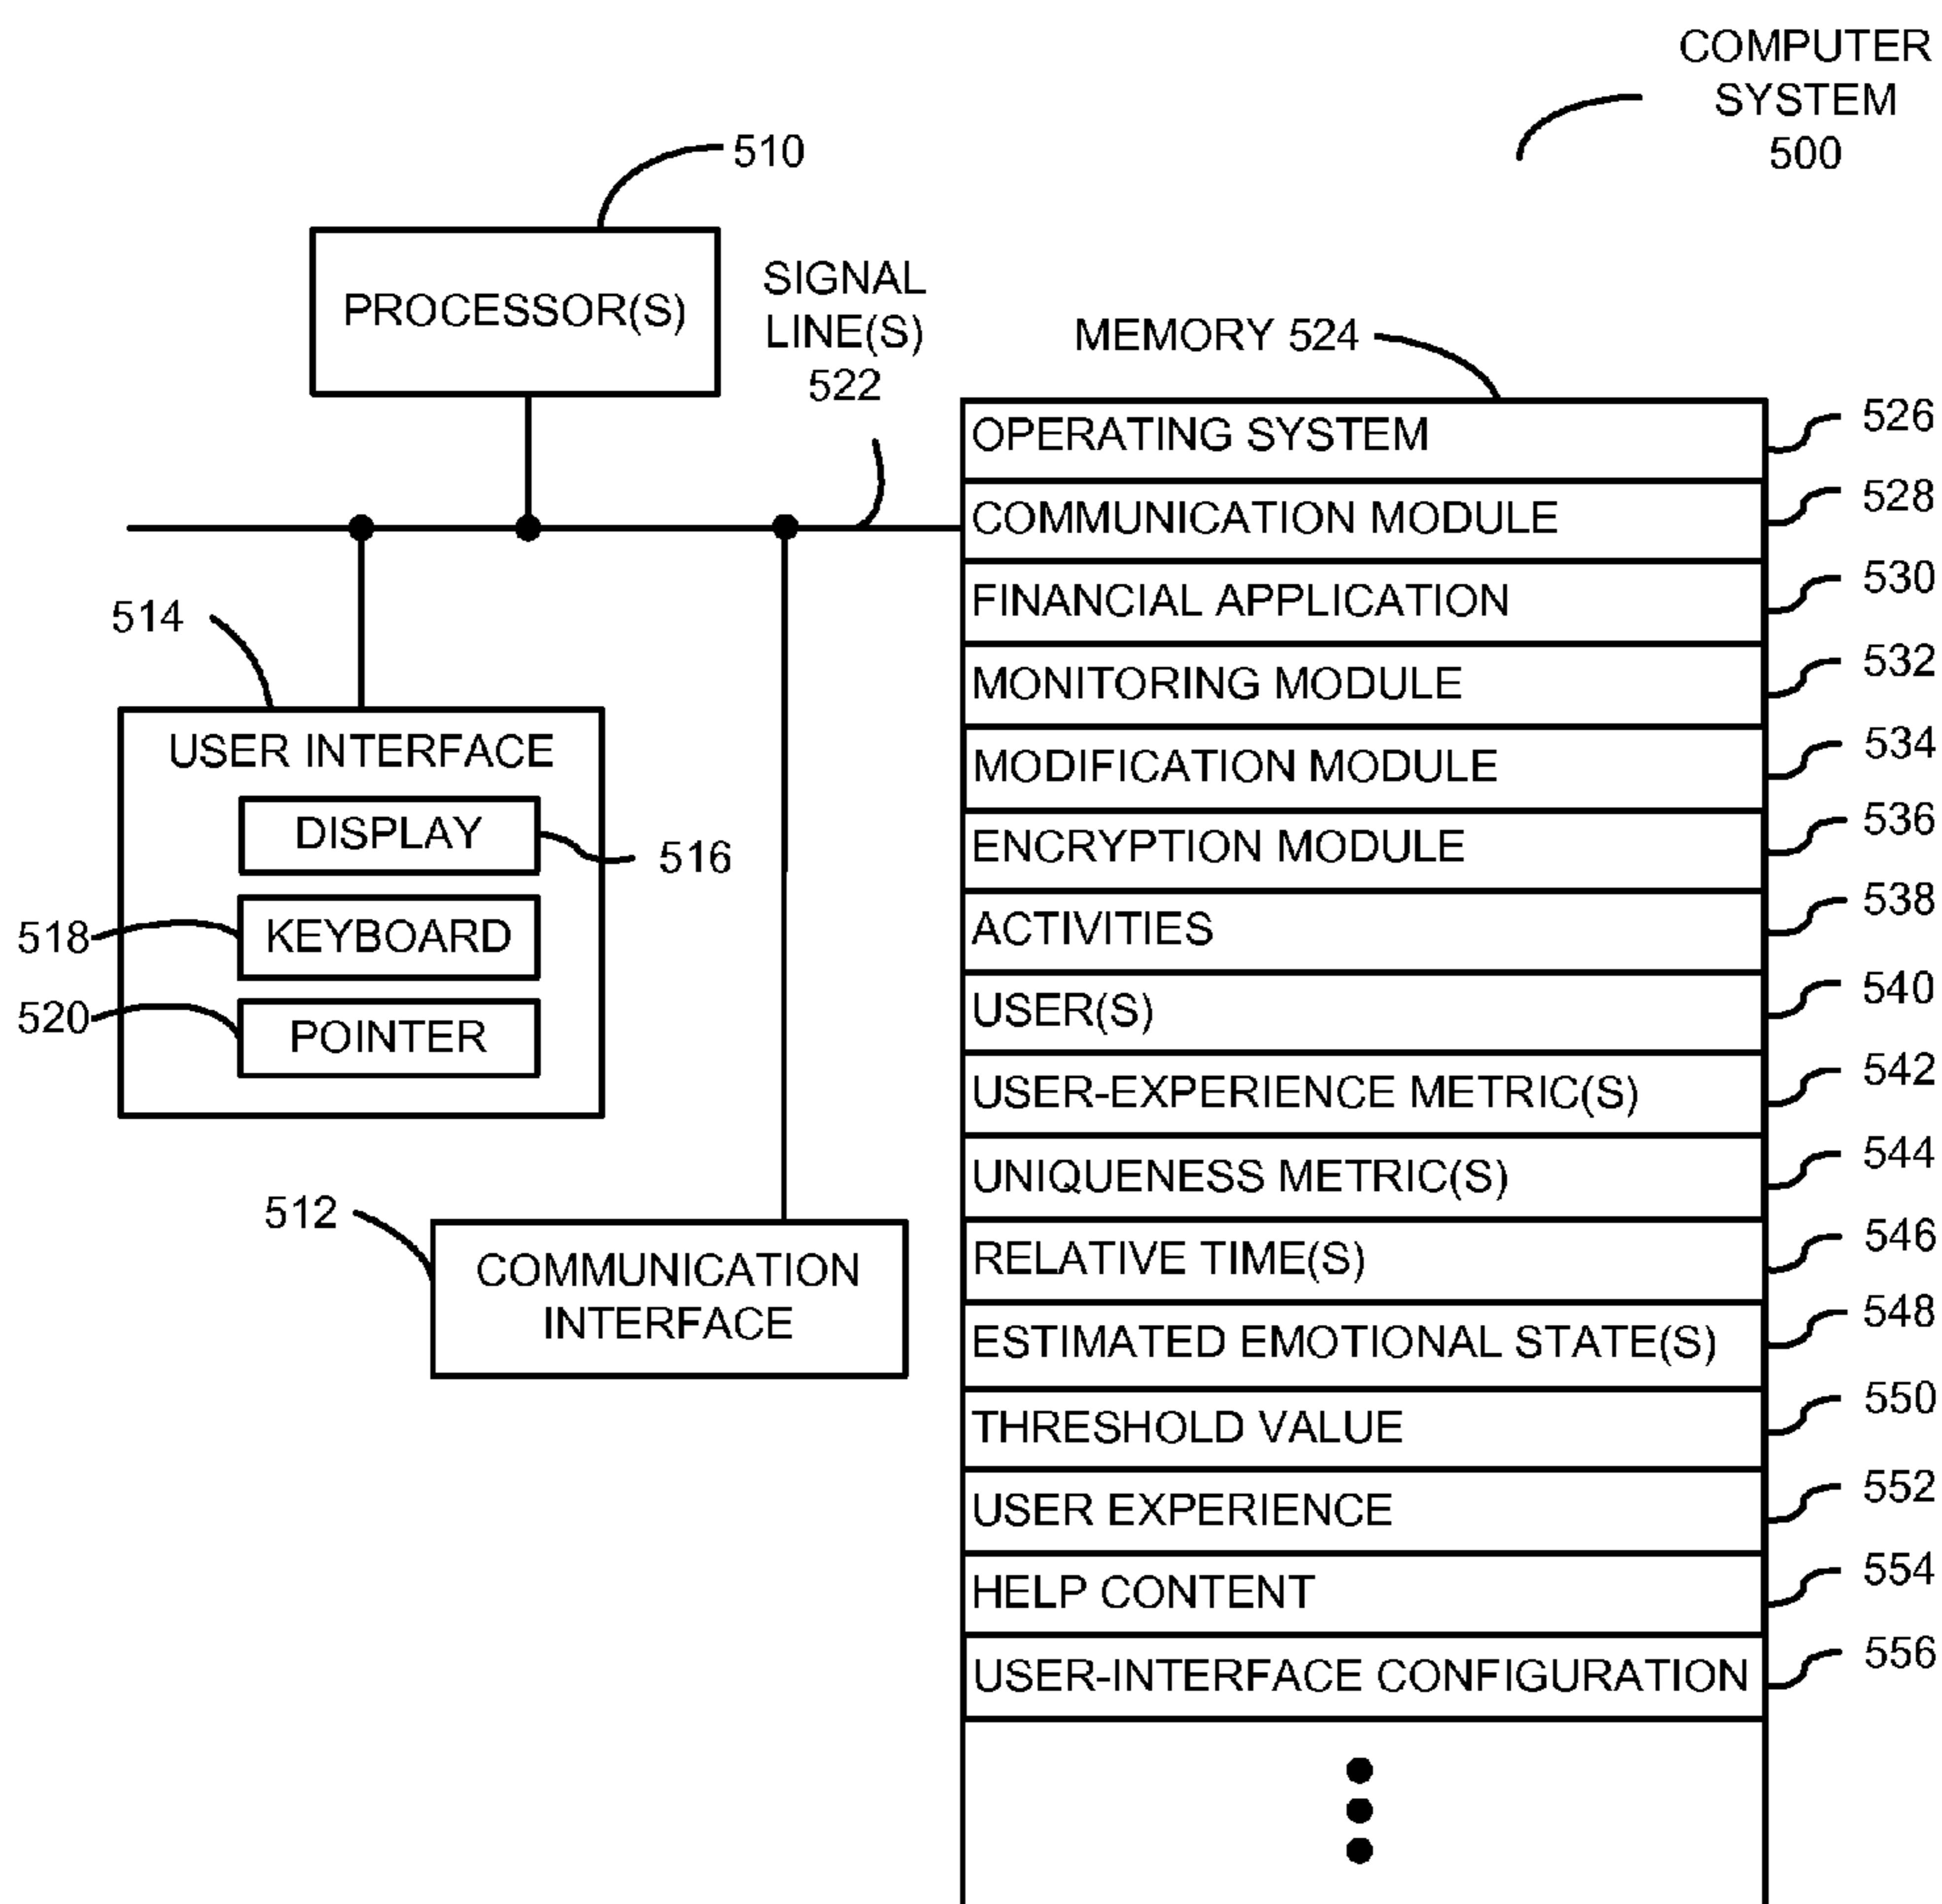 COMPUTER
SYSTEM
500
510
PROCESSOR(S)
SIGNAL
LINE(S)
522
MEMORY 524
OPERATING SYSTEM
526
COMMUNICATION MODULE
528
FINANCIAL APPLICATION
530
MONITORING MODULE
532
MODIFICATION MODULE
534
ENCRYPTION MODULE
536
ACTIVITIES
538
USER(S)
540
USER-EXPERIENCE METRIC(S)
542
UNIQUENESS METRIC(S)
544
RELATIVE TIME(S)
546
ESTIMATED EMOTIONAL STATE(S)
548
THRESHOLD VALUE
550
USER EXPERIENCE
552
HELP CONTENT
554
USER-INTERFACE CONFIGURATION
556
514
USER INTERFACE
DISPLAY
516
518
KEYBOARD
520
POINTER
512
COMMUNICATION
INTERFACE